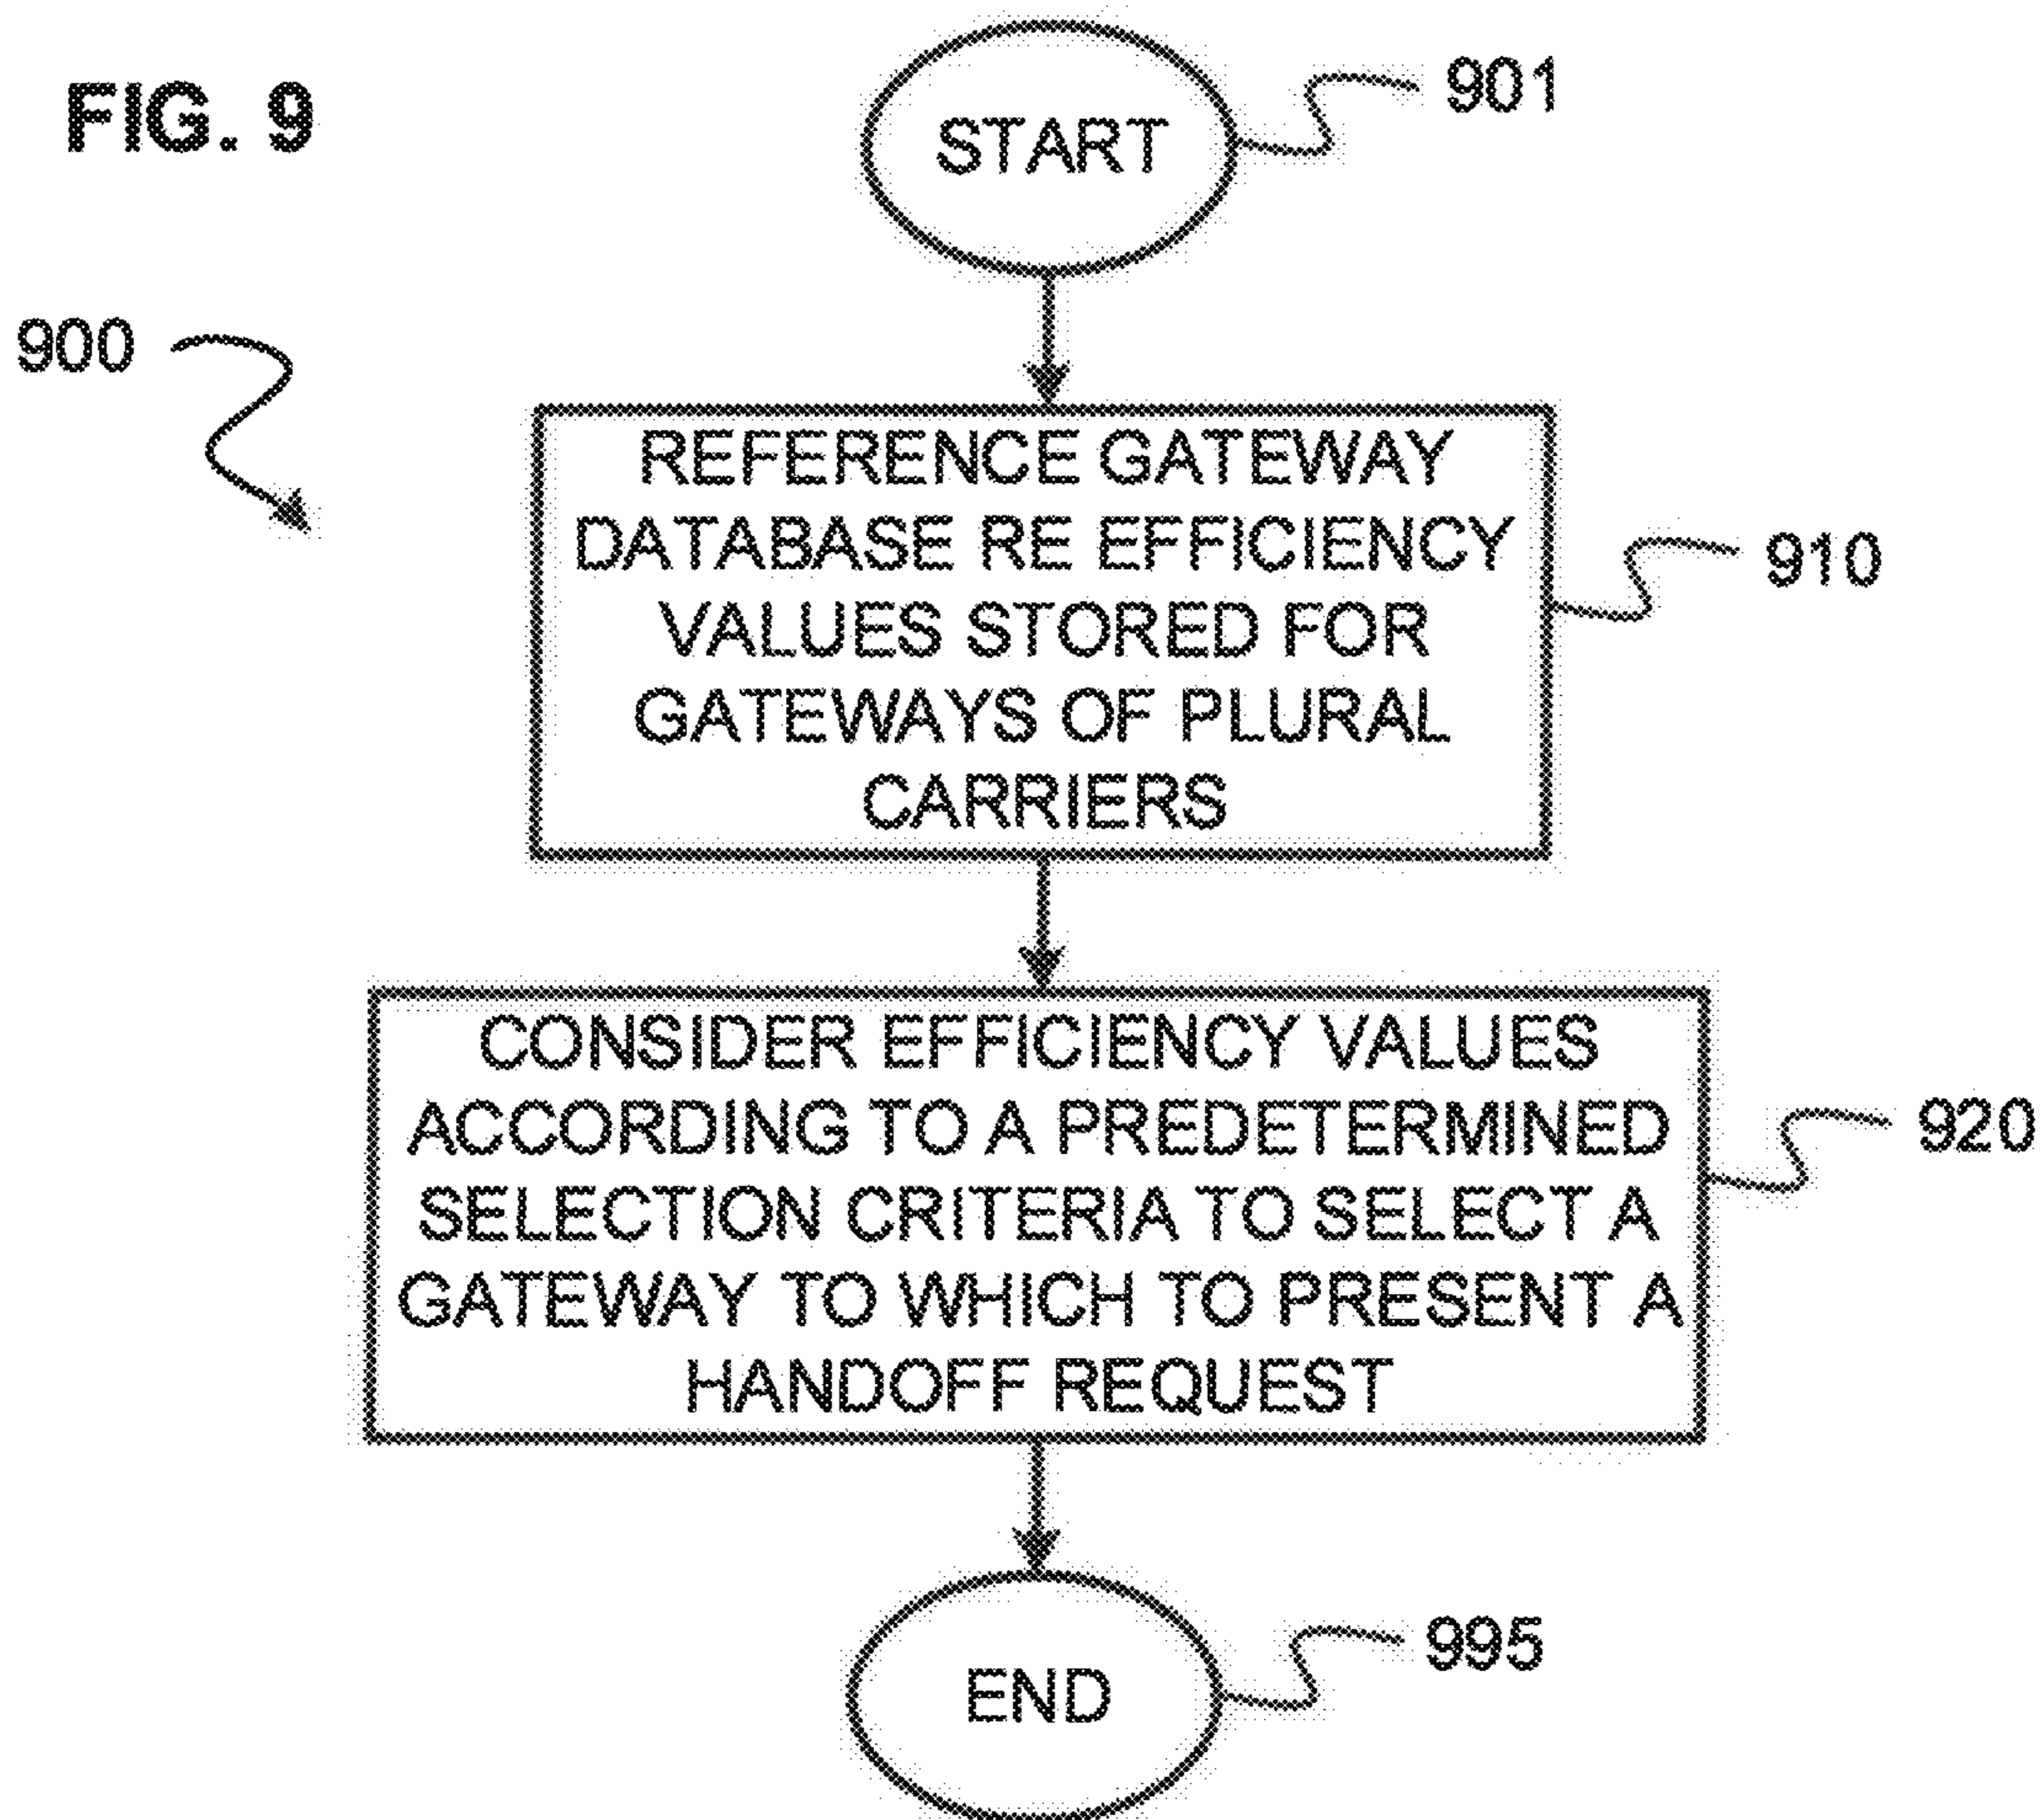 FIG. 9
START
901
900
REFERENCE GATEWAY
DATABASE RE EFFICIENCY
VALUES STORED FOR
GATEWAYS OF PLURAL
CARRIERS
910
CONSIDER EFFICIENCY VALUES
ACCORDING TO A PREDETERMINED
SELECTION CRITERIA TO SELECT A
GATEWAY TO WHICH TO PRESENT A
HANDOFF REQUEST
920
END
995